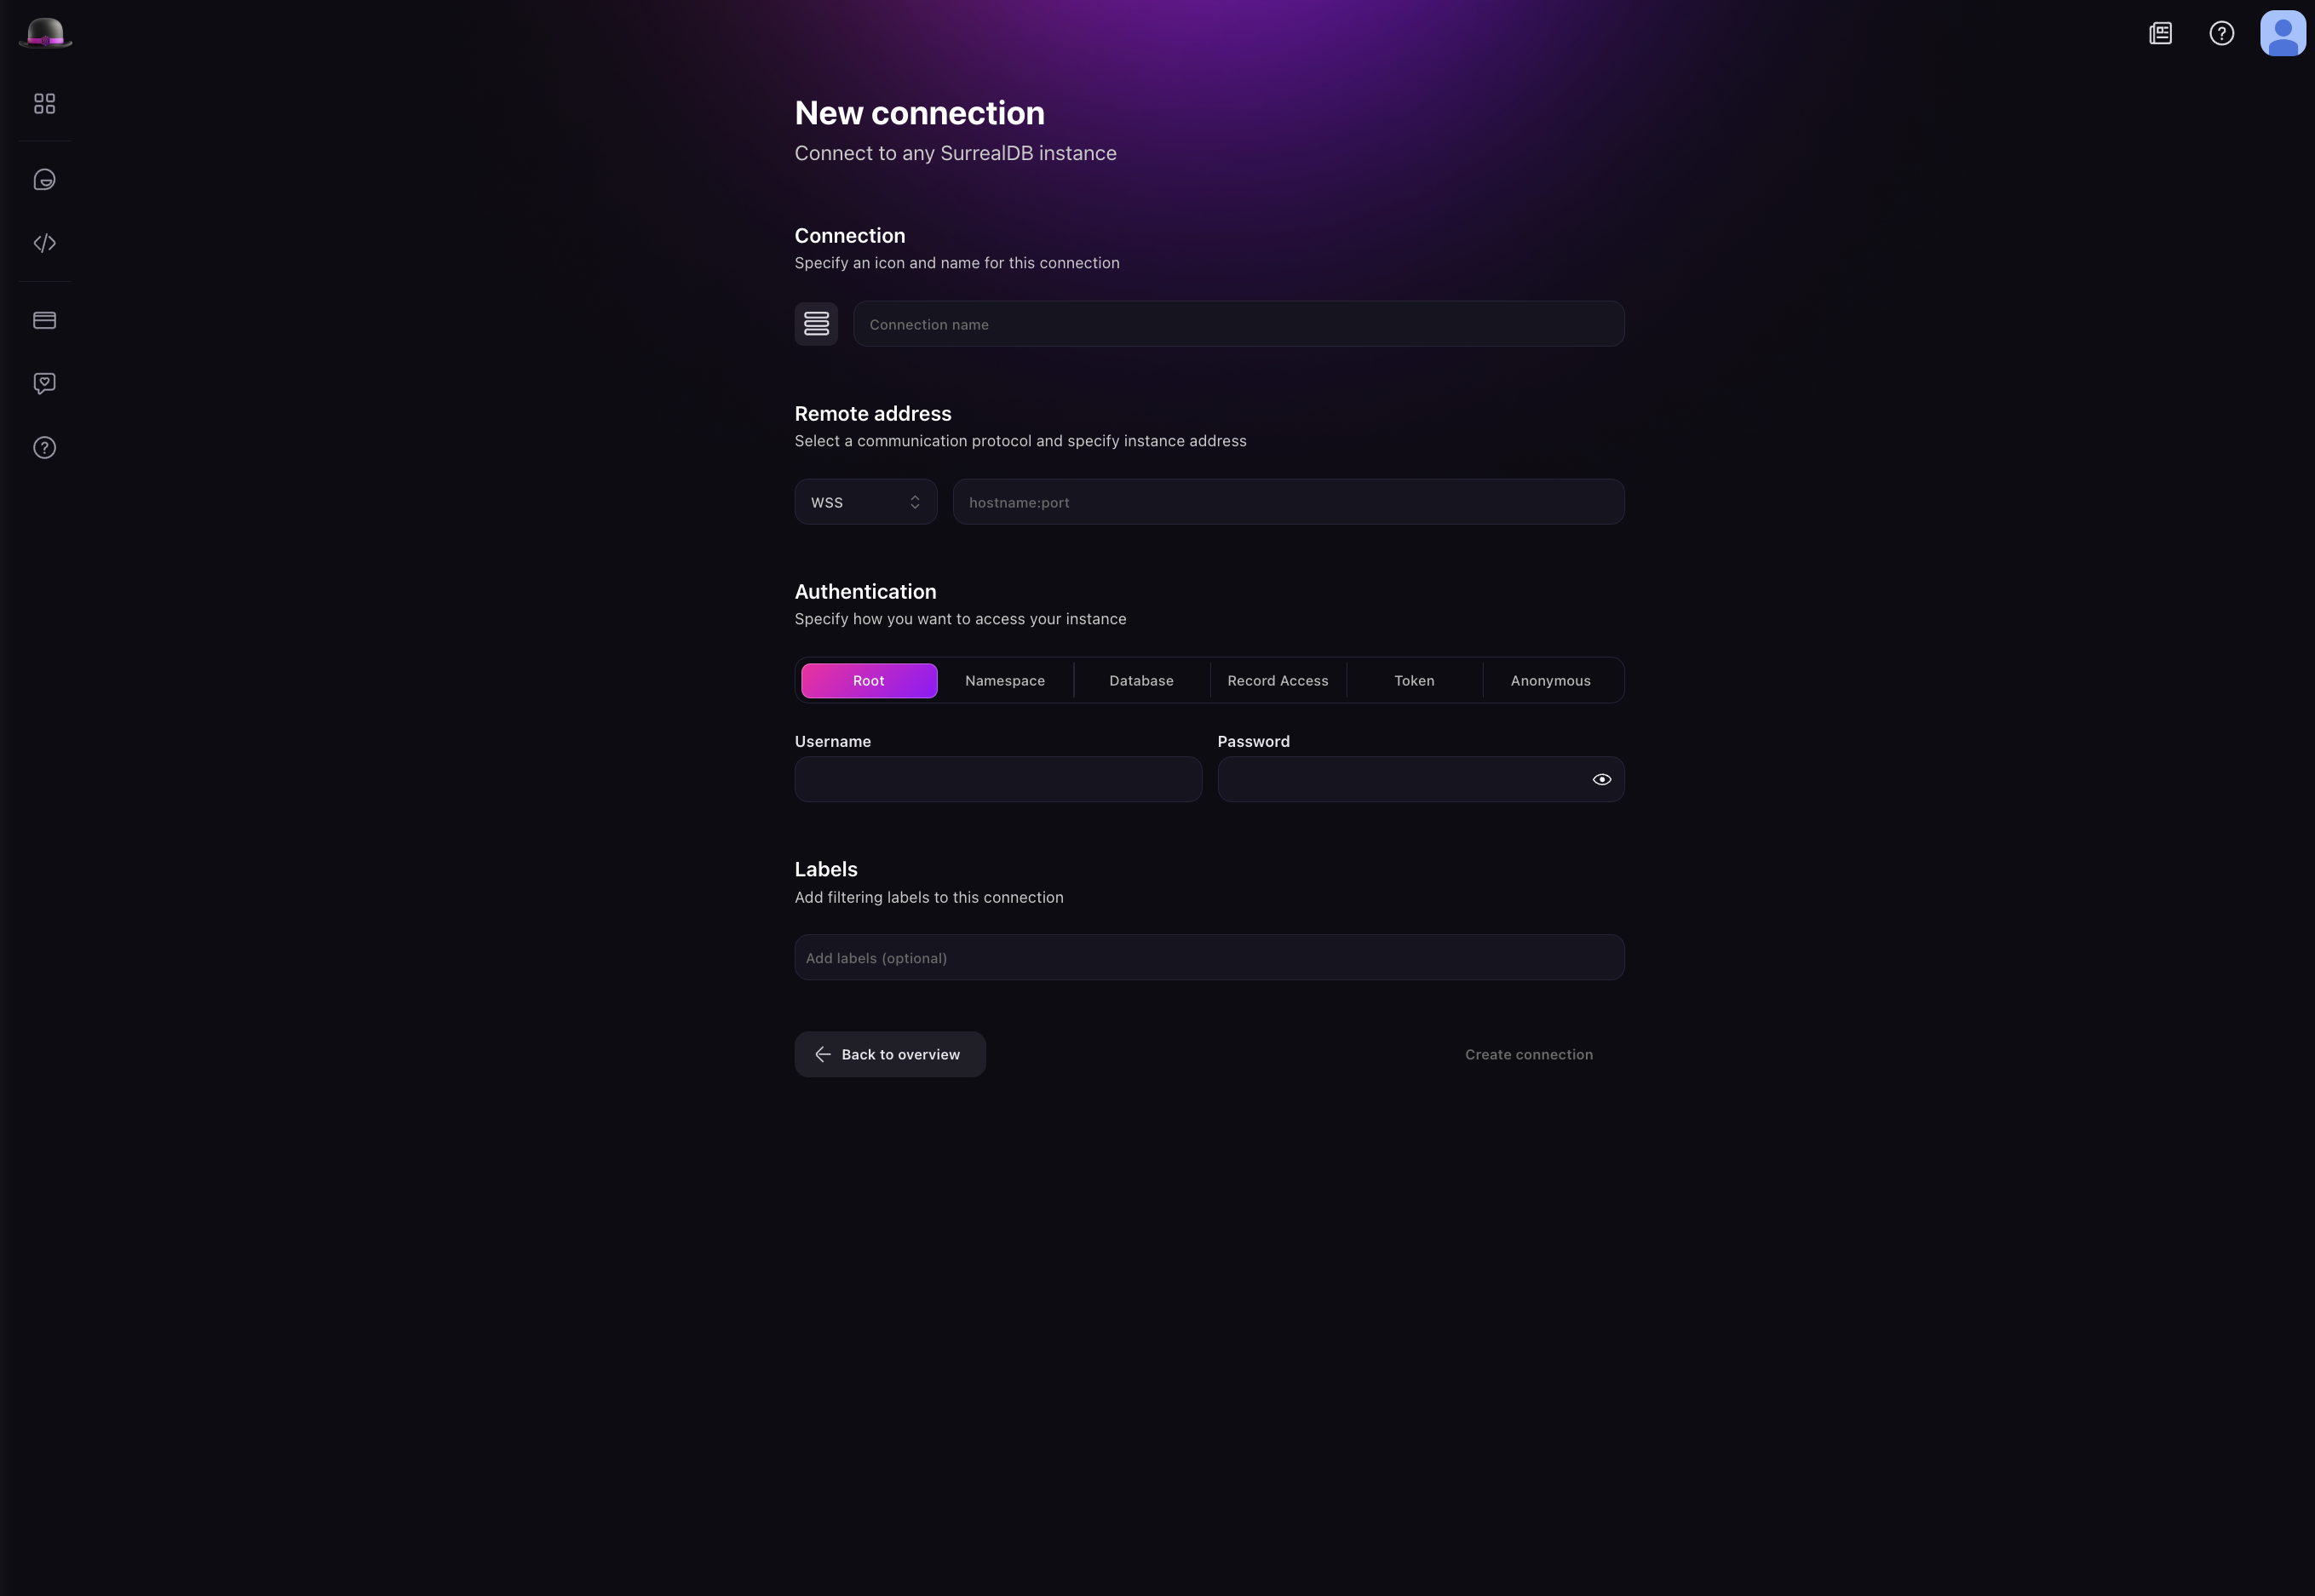 New connection
Connect to any SurrealDB instance
Connection
Specify an icon and name for this connection
Connection name
Remote address
Select a communication protocol and specify instance address
WSS
hostname:port
Authentication
Specify how you want to access your instance
Root Namespace Database Record Access Token Anonymous
Username Password
Labels
Add filtering labels to this connection
Add labels (optional)
Back to overview Create connection